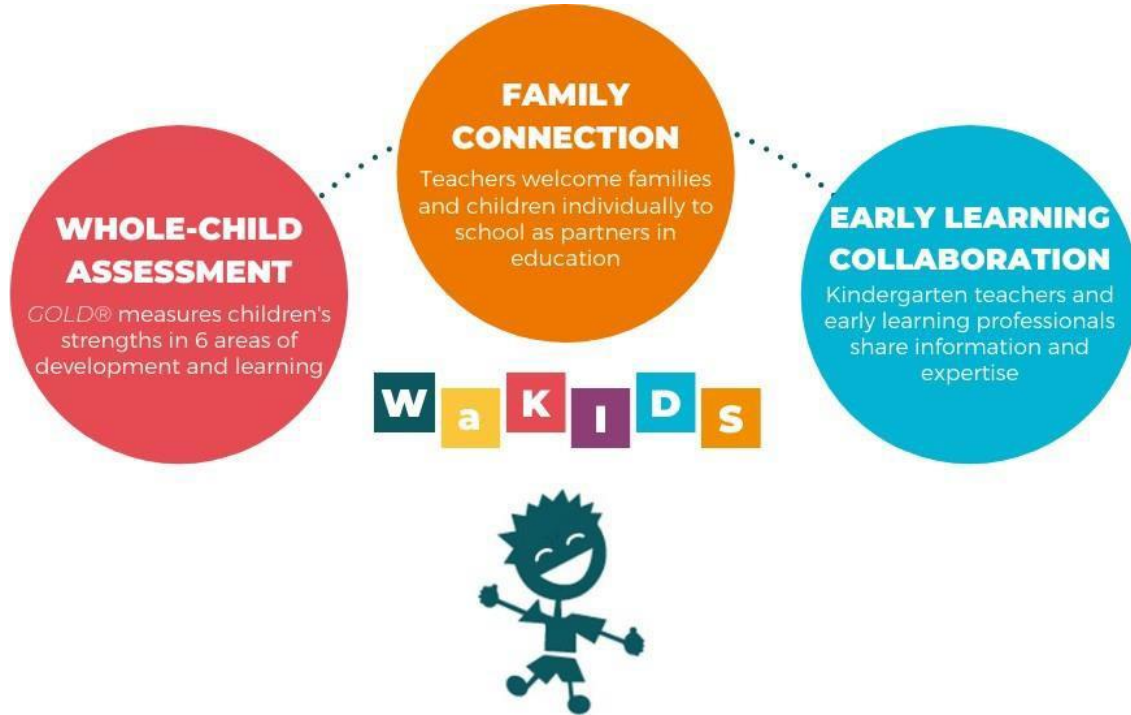 WHOLE-CHILD
ASSESSMENT
GOLD® measures children's
strengths in 6 areas of
development and learning
FAMILY
CONNECTION
Teachers welcome families
and children individually to
school as partners in
education
EARLY LEARNING
COLLABORATION
Kindergarten teachers and
early learning professionals
share information and
expertise
WaKIDS